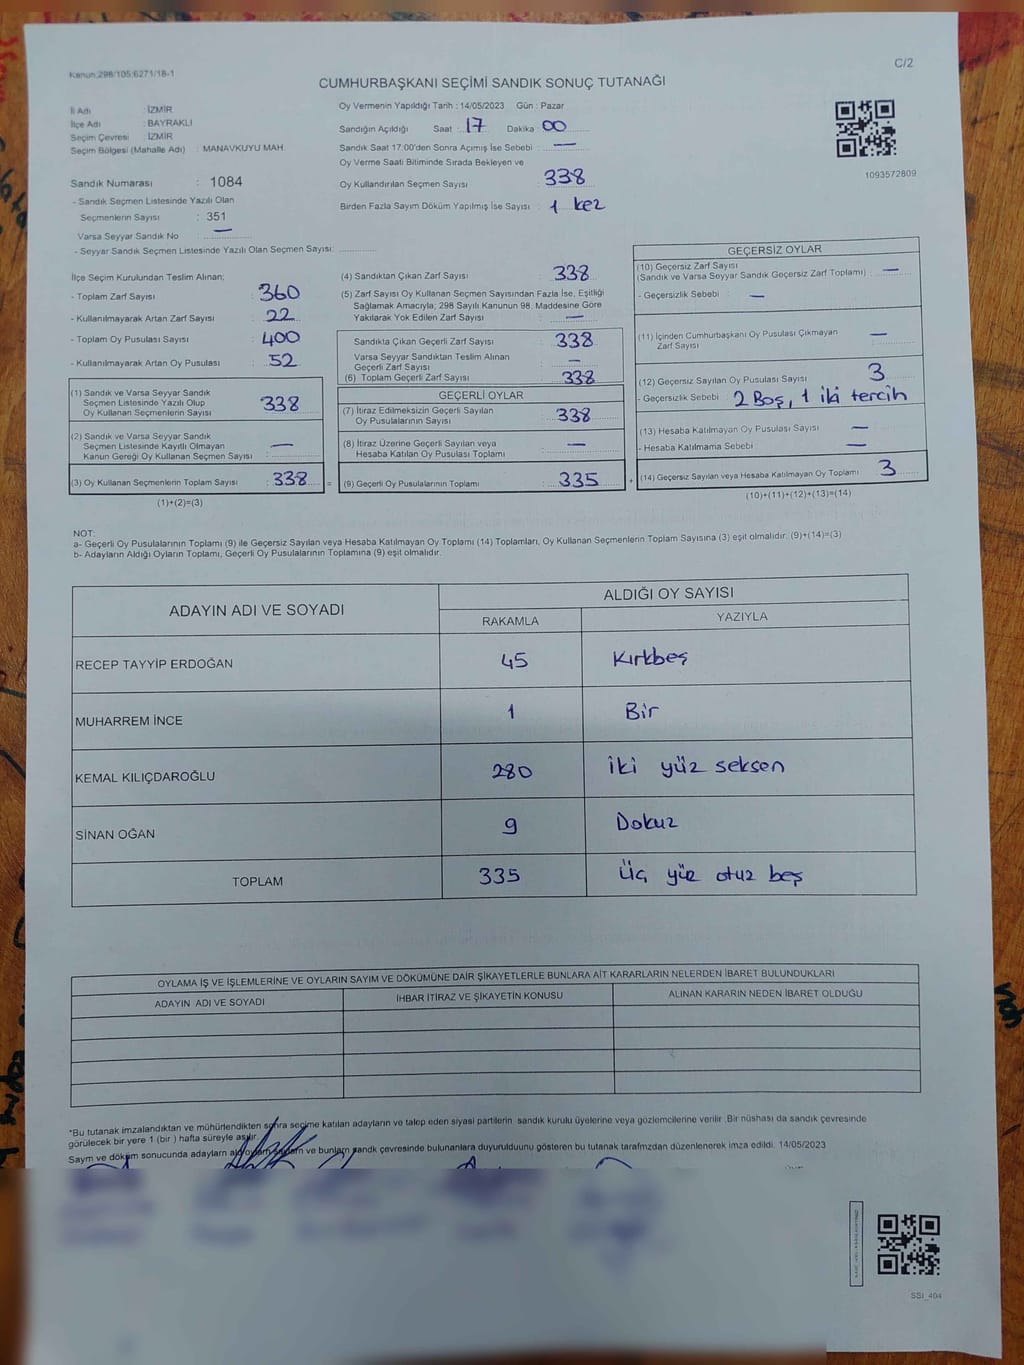 Kanun:298/105;6271/18-1
C/2
CUMHURBAŞKANI SEÇİMİ SANDIK SONUÇ TUTANAĞI
İl Adı : İZMİR
İlçe Adı : BAYRAKLI
Seçim Çevresi : İZMİR
Seçim Bölgesi (Mahalle Adı) : MANAVKUYU MAH.
Sandık Numarası : 1084
- Sandık Seçmen Listesinde Yazılı Olan
Seçmenlerin Sayısı : 351
Varsa Seyyar Sandık No : —
- Seyyar Sandık Seçmen Listesinde Yazılı Olan Seçmen Sayısı:
Oy Vermenin Yapıldığı Tarih : 14/05/2023 Gün : Pazar
Sandığın Açıldığı Saat : 17 Dakika : 00
Sandık Saat 17:00'den Sonra Açımış İse Sebebi : —
Oy Verme Saati Bitiminde Sırada Bekleyen ve
Oy Kullandırılan Seçmen Sayısı : 338
Birden Fazla Sayım Döküm Yapılmış İse Sayısı : 1 kez
1093572809
İlçe Seçim Kurulundan Teslim Alınan;
- Toplam Zarf Sayısı : 360
- Kullanılmayarak Artan Zarf Sayısı : 22
- Toplam Oy Pusulası Sayısı : 400
- Kullanılmayarak Artan Oy Pusulası : 52
(1) Sandık ve Varsa Seyyar Sandık
Seçmen Listesinde Yazılı Olup
Oy Kullanan Seçmenlerin Sayısı : 338
(2) Sandık ve Varsa Seyyar Sandık
Seçmen Listesinde Kayıtlı Olmayan
Kanun Gereği Oy Kullanan Seçmen Sayısı : —
(3) Oy Kullanan Seçmenlerin Toplam Sayısı : 338 =
(1)+(2)=(3)
(4) Sandıktan Çıkan Zarf Sayısı : 338
(5) Zarf Sayısı Oy Kullanan Seçmen Sayısından Fazla İse, Eşitliği
Sağlamak Amacıyla; 298 Sayılı Kanunun 98. Maddesine Göre
Yakılarak Yok Edilen Zarf Sayısı : —
Sandıkta Çıkan Geçerli Zarf Sayısı : 338
Varsa Seyyar Sandıktan Teslim Alınan
Geçerli Zarf Sayısı : —
(6) Toplam Geçerli Zarf Sayısı : 338
GEÇERLİ OYLAR
(7) İtiraz Edilmeksizin Geçerli Sayılan
Oy Pusulasının Sayısı : 338
(8) İtiraz Üzerine Geçerli Sayılan veya
Hesaba Katılan Oy Pusulası Toplamı : —
(9) Geçerli Oy Pusulalarının Toplamı : 335 +
GEÇERSİZ OYLAR
(10) Geçersiz Zarf Sayısı
(Sandık ve Varsa Seyyar Sandık Geçersiz Zarf Toplamı) : —
- Geçersizlik Sebebi : —
(11) İçinden Cumhurbaşkanı Oy Pusulası Çıkmayan
Zarf Sayısı : —
(12) Geçersiz Sayılan Oy Pusulası Sayısı : 3
- Geçersizlik Sebebi : 2 Boş, 1 iki tercih
(13) Hesaba Katılmayan Oy Pusulası Sayısı : —
- Hesaba Katılmama Sebebi : —
(14) Geçersiz Sayılan veya Hesaba Katılmayan Oy Toplamı : 3
(10)+(11)+(12)+(13)=(14)
NOT:
a- Geçerli Oy Pusulalarının Toplamı (9) ile Geçersiz Sayılan veya Hesaba Katılmayan Oy Toplamı (14) Toplamları, Oy Kullanan Seçmenlerin Toplam Sayısına (3) eşit olmalıdır. (9)+(14)=(3)
b- Adayların Aldığı Oyların Toplamı, Geçerli Oy Pusulalarının Toplamına (9) eşit olmalıdır.
ADAYIN ADI VE SOYADI ALDIĞI OY SAYISI
RAKAMLA YAZIYLA
RECEP TAYYİP ERDOĞAN 45 Kırkbeş
MUHARREM İNCE 1 Bir
KEMAL KILIÇDAROĞLU 280 iki yüz seksen
SİNAN OĞAN 9 Dokuz
TOPLAM 335 Üç yüz otuz beş
OYLAMA İŞ VE İŞLEMLERİNE VE OYLARIN SAYIM VE DÖKÜMÜNE DAİR ŞİKAYETLERLE BUNLARA AİT KARARLARIN NELERDEN İBARET BULUNDUKLARI
ADAYIN ADI VE SOYADI İHBAR İTİRAZ VE ŞİKAYETİN KONUSU ALINAN KARARIN NEDEN İBARET OLDUĞU
*Bu tutanak imzalandıktan ve mühürlendikten sonra seçime katılan adayların ve talep eden siyasi partilerin sandık kurulu üyelerine veya gözlemcilerine verilir. Bir nüshası da sandık çevresinde
görülecek bir yere 1 (bir ) hafta süreyle asılır.
Sayım ve döküm sonucunda adayların ve bunların sandk çevresinde bulunanlara duyurulduunu gösteren bu tutanak tarafımzdan düzenlenerek imza edildi. 14/05/2023
SSI_404